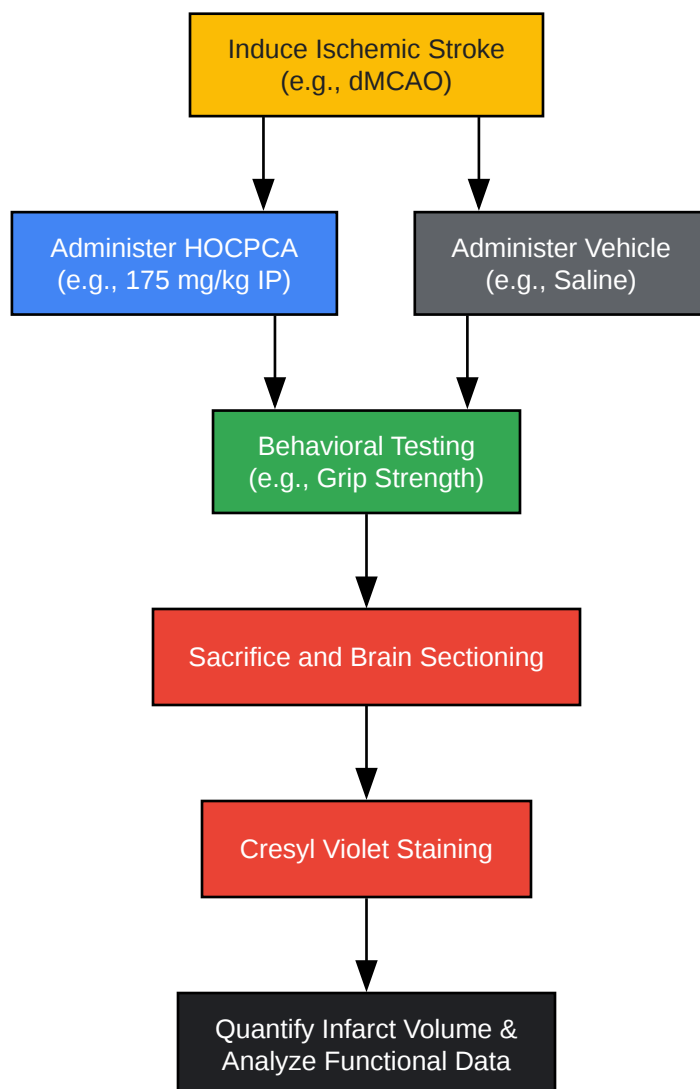 Induce Ischemic Stroke
(e.g., dMCAO)
Administer HOCPCA
(e.g., 175 mg/kg IP)
Administer Vehicle
(e.g., Saline)
Behavioral Testing
(e.g., Grip Strength)
Sacrifice and Brain Sectioning
Cresyl Violet Staining
Quantify Infarct Volume &
Analyze Functional Data